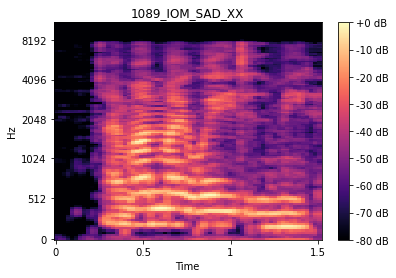 1089_IOM_SAD_XX
+0 dB
8192
-10 dB
4096
-20 dB
-30 dB
2048
Hz
-40 dB
1024
-50 dB
-60 dB
512
-70 dB
0
-80 dB
0 0.5 1 1.5
Time